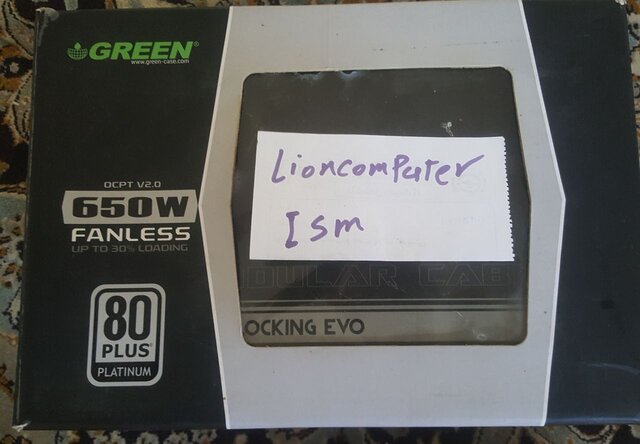 GREEN®
www.green-case.com
OCPT V2.0
650W
FANLESS
UP TO 30% LOADING
80
PLUS®
PLATINUM
Lioncomputer
Ism
DULAR CAB
OCKING EVO